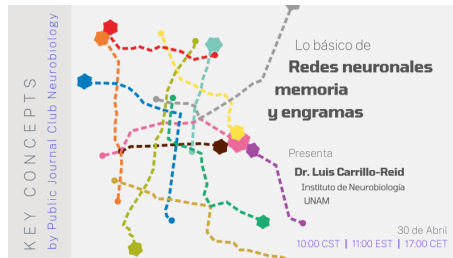 KEY CONCEPTS
by Public Journal Club Neurobiology
Lo básico de
Redes neuronales
memoria
y engramas
Presenta
Dr. Luis Carrillo-Reid
Instituto de Neurobiología
UNAM
30 de Abril
10:00 CST | 11:00 EST | 17:00 CET